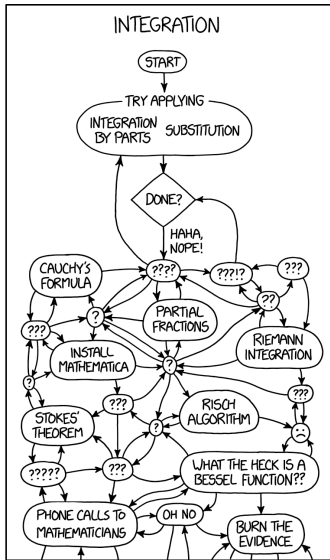 INTEGRATION
START
TRY APPLYING
INTEGRATION
BY PARTS
SUBSTITUTION
DONE?
HAHA,
NOPE!
CAUCHY'S
FORMULA
????
???!?
???
??
???
?
PARTIAL
FRACTIONS
RIEMANN
INTEGRATION
INSTALL
MATHEMATICA
?
?
???
???
STOKES'
THEOREM
?
RISCH
ALGORITHM
?????
???
WHAT THE HECK IS A
BESSEL FUNCTION??
PHONE CALLS TO
MATHEMATICIANS
OH NO
BURN THE
EVIDENCE